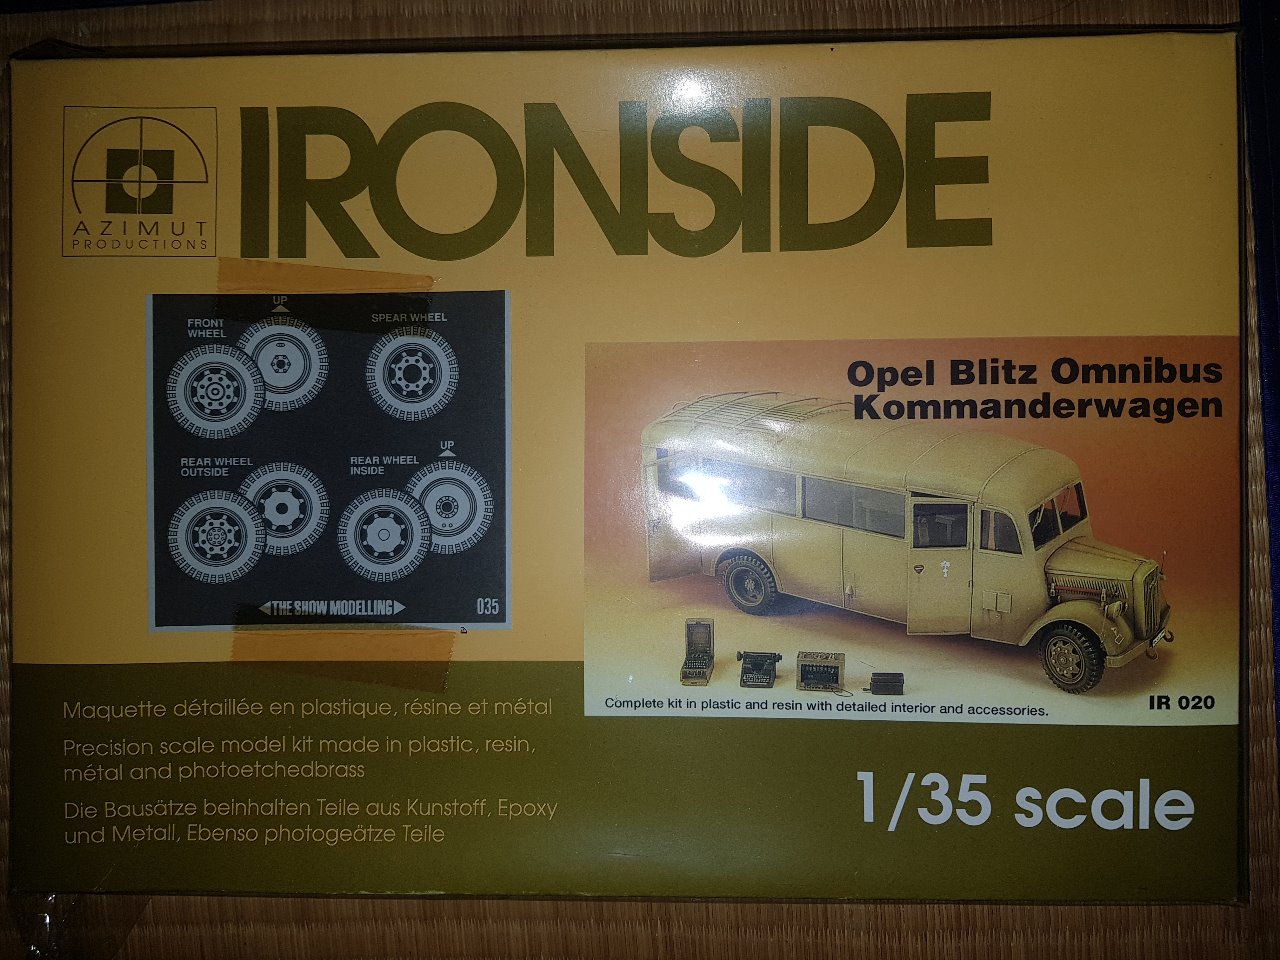 IRONSIDE
AZIMUT
PRODUCTIONS
UP
FRONT
WHEEL
SPEAR WHEEL
REAR WHEEL
OUTSIDE
REAR WHEEL
INSIDE
UP
THE SHOW MODELLING
035
Opel Blitz Omnibus
Kommanderwagen
Complete kit in plastic and resin with detailed interior and accessories.
IR 020
Maquette détaillée en plastique, résine et métal
Precision scale model kit made in plastic, resin,
métal and photoetchedbrass
Die Bausätze beinhalten Teile aus Kunstoff, Epoxy
und Metall, Ebenso photogeätze Teile
1/35 scale